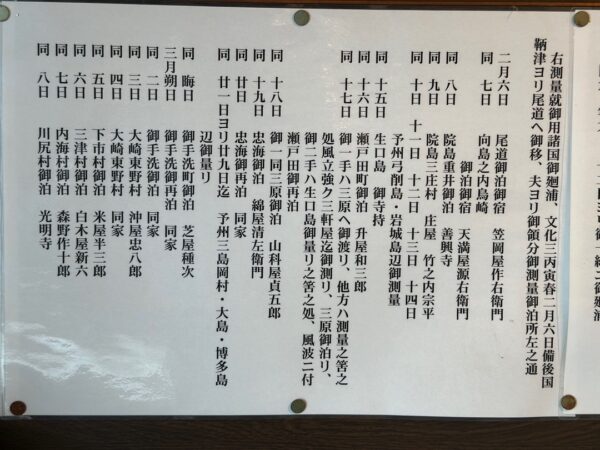 右測量就御用諸国御廻浦、文化三丙寅春二月六日備後国
鞆津ヨリ尾道ヘ御移、夫ヨリ御領分御測量御泊所左之通
二月六日 尾道御泊御宿 笠岡屋作右衛門
同 七日 向島之内烏崎
御泊御宿 天満屋源右衛門
同 八日 院島重井御泊 善興寺
同 九日 院島三庄村 庄屋 竹之内宗平
同 十日 十一日 十二日 十三日 十四日
予州弓削島・岩城島辺御測量
同 十五日 生口島 御寺持
同 十六日 瀬戸田町御泊 升屋和三郎
同 十七日 御一手ハ三原ヘ御渡リ、他方ハ測量之筈之
処風立強ク三軒屋迄御測リ、三原御泊リ、
御二手ハ生口島御量リ之筈之処、風波ニ付
瀬戸田御再泊
同 十八日 御一同三原御泊 山科屋貞五郎
同 十九日 忠海御泊 綿屋清左衛門
同 廿日 忠海御再泊 同家
同 廿一日ヨリ廿九日迄 予州三島岡村・大島・博多島
辺御量リ
同 晦日 御手洗町御泊 芝屋種次
三月朔日 御手洗御再泊 同家
同 二日 御手洗御泊 同家
同 三日 大崎東野村 沖屋忠八郎
同 四日 大崎東野村 同家
同 五日 下市村御泊 米屋半三郎
同 六日 三津村御泊 白木屋新六
同 七日 内海村御泊 森野作十郎
同 八日 川尻村御泊 光明寺